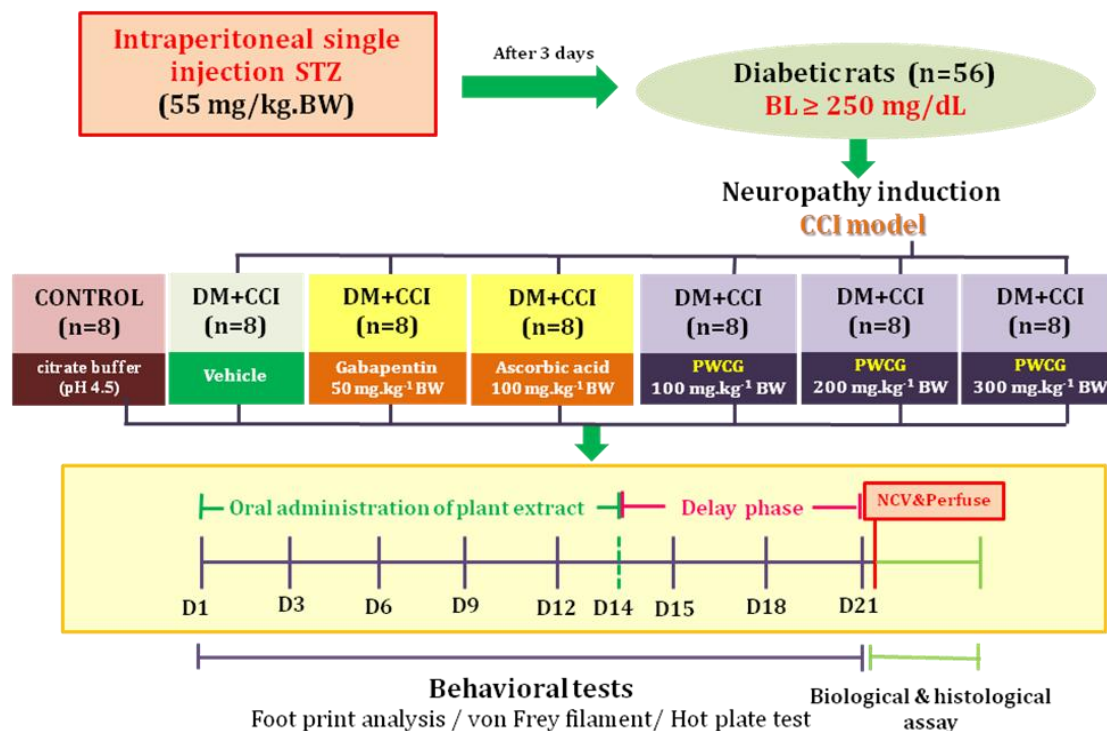 Intraperitoneal single
injection STZ
(55 mg/kg.BW)
After 3 days
Diabetic rats (n=56)
BL ≥ 250 mg/dL
Neuropathy induction
CCI model
CONTROL
(n=8)
citrate buffer
(pH 4.5)
DM+CCI
(n=8)
Vehicle
DM+CCI
(n=8)
Gabapentin
50 mg.kg⁻¹ BW
DM+CCI
(n=8)
Ascorbic acid
100 mg.kg⁻¹ BW
DM+CCI
(n=8)
PWCG
100 mg.kg⁻¹ BW
DM+CCI
(n=8)
PWCG
200 mg.kg⁻¹ BW
DM+CCI
(n=8)
PWCG
300 mg.kg⁻¹ BW
Oral administration of plant extract
Delay phase
NCV&Perfuse
D1 D3 D6 D9 D12 D14 D15 D18 D21
Behavioral tests
Foot print analysis / von Frey filament/ Hot plate test
Biological & histological
assay